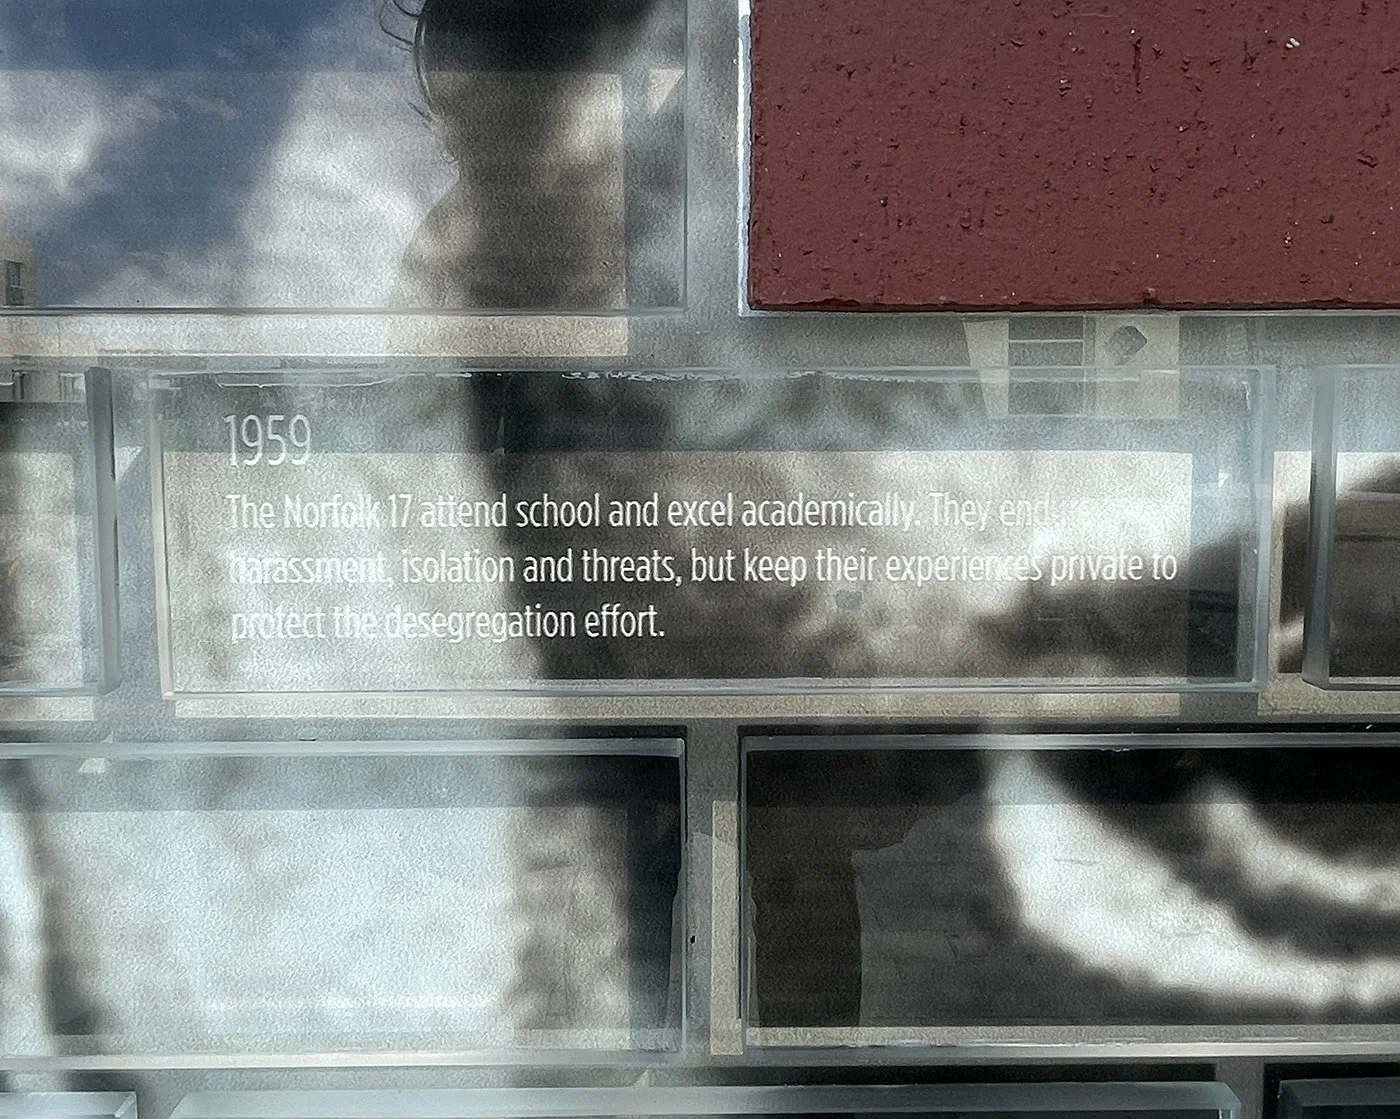 1959
The Norfolk 17 attend school and excel academically. They endure
harassment, isolation and threats, but keep their experiences private to
protect the desegregation effort.